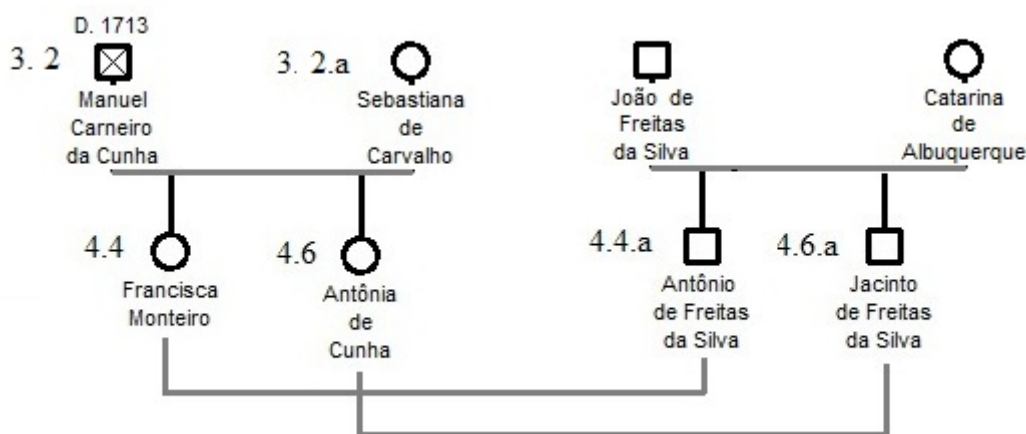 D. 1713
3. 2
Manuel
Carneiro
da Cunha
3. 2.a
Sebastiana
de
Carvalho
João de
Freitas
da Silva
Catarina
de
Albuquerque
4.4
Francisca
Monteiro
4.6
Antônia
de
Cunha
4.4.a
Antônio
de Freitas
da Silva
4.6.a
Jacinto
de Freitas
da Silva